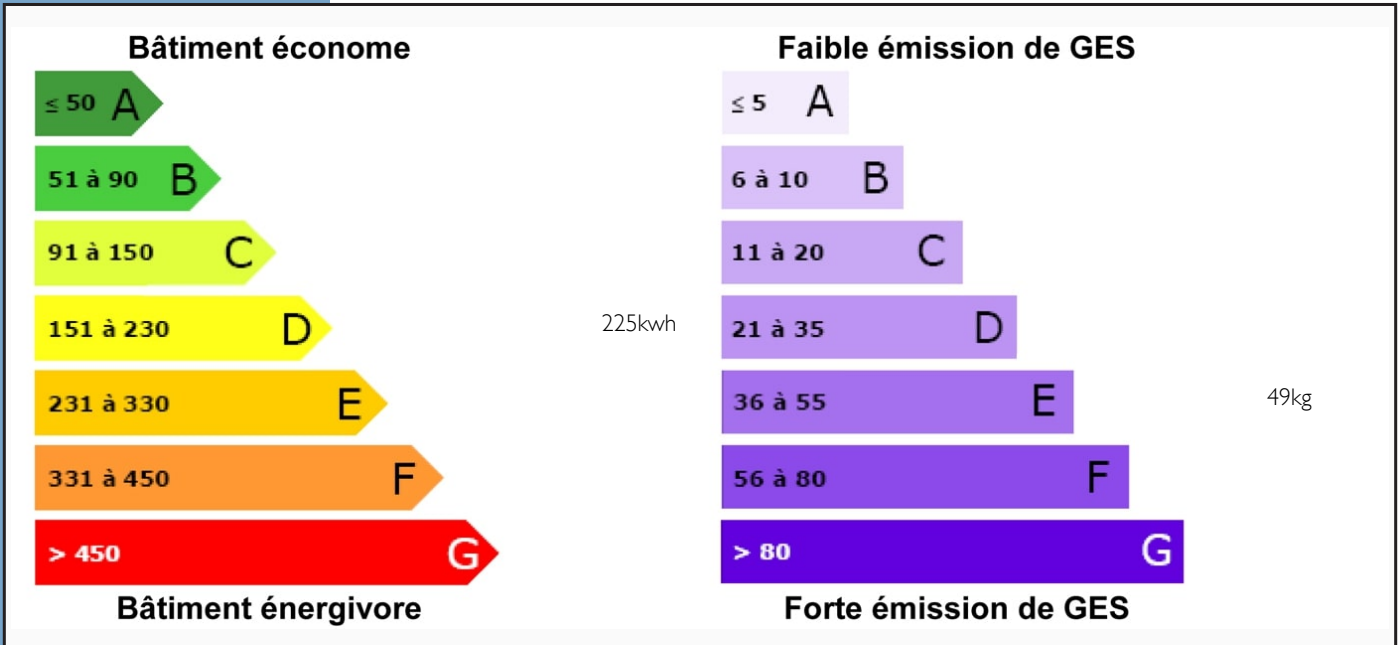 Bâtiment économe
≤ 50 A
51 à 90 B
91 à 150 C
151 à 230 D
225kwh
231 à 330 E
331 à 450 F
> 450 G
Bâtiment énergivore
Faible émission de GES
≤ 5 A
6 à 10 B
11 à 20 C
21 à 35 D
36 à 55 E
49kg
56 à 80 F
> 80 G
Forte émission de GES